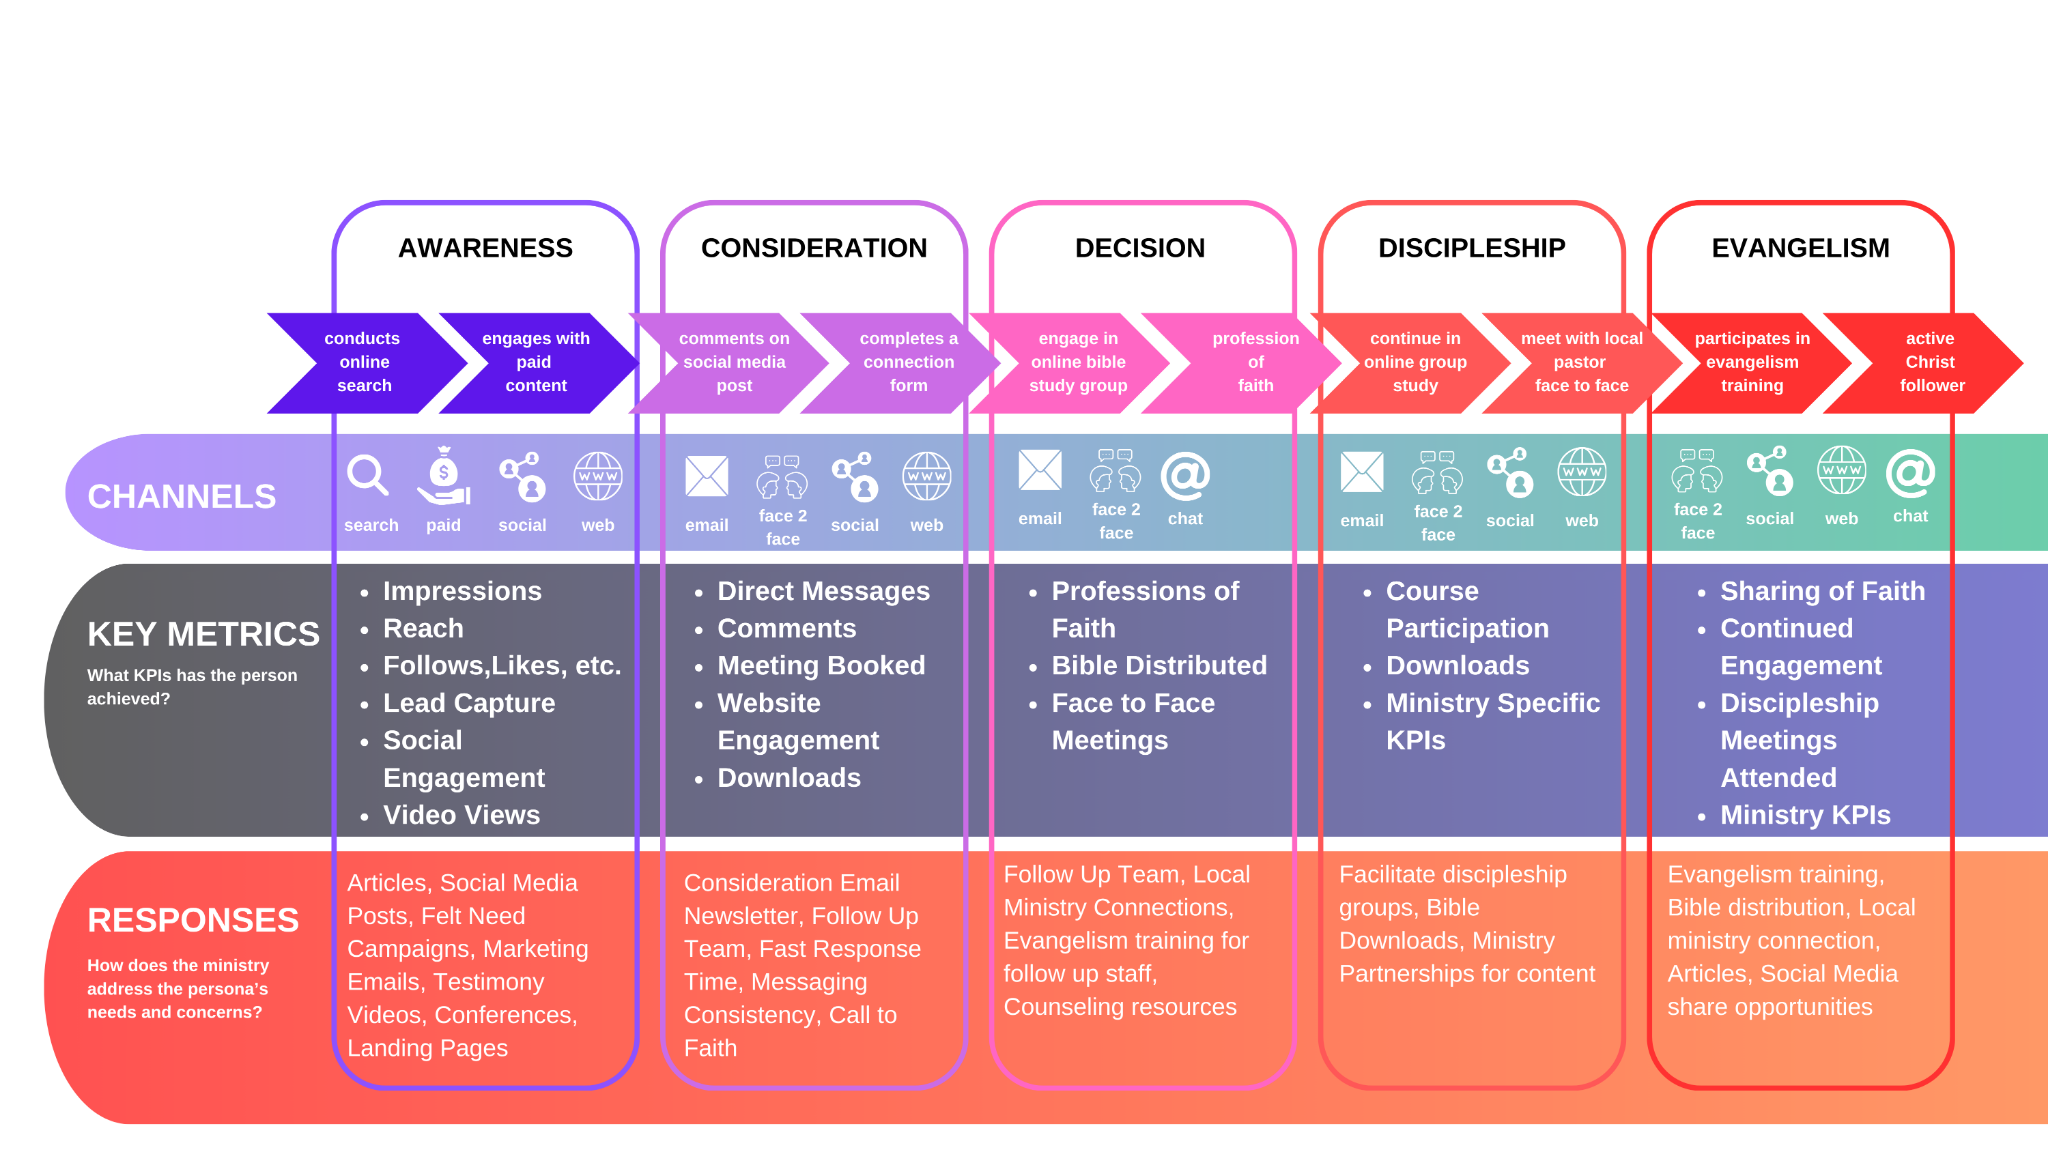 AWARENESS
CONSIDERATION
DECISION
DISCIPLESHIP
EVANGELISM
conducts
online
search
engages with
paid
content
comments on
social media
post
completes a
connection
form
engage in
online bible
study group
profession
of
faith
continue in
online group
study
meet with local
pastor
face to face
participates in
evangelism
training
active
Christ
follower
CHANNELS
search
paid
$
social
WWW
web
email
face 2
face
social
WWW
web
email
face 2
face
@
chat
email
face 2
face
social
WWW
web
face 2
face
social
WWW
web
@
chat
KEY METRICS
What KPIs has the person
achieved?
• Impressions
• Reach
• Follows,Likes, etc.
• Lead Capture
• Social
Engagement
• Video Views
• Direct Messages
• Comments
• Meeting Booked
• Website
Engagement
• Downloads
• Professions of
Faith
• Bible Distributed
• Face to Face
Meetings
• Course
Participation
• Downloads
• Ministry Specific
KPIs
• Sharing of Faith
• Continued
Engagement
• Discipleship
Meetings
Attended
• Ministry KPIs
RESPONSES
How does the ministry
address the persona’s
needs and concerns?
Articles, Social Media
Posts, Felt Need
Campaigns, Marketing
Emails, Testimony
Videos, Conferences,
Landing Pages
Consideration Email
Newsletter, Follow Up
Team, Fast Response
Time, Messaging
Consistency, Call to
Faith
Follow Up Team, Local
Ministry Connections,
Evangelism training for
follow up staff,
Counseling resources
Facilitate discipleship
groups, Bible
Downloads, Ministry
Partnerships for content
Evangelism training,
Bible distribution, Local
ministry connection,
Articles, Social Media
share opportunities